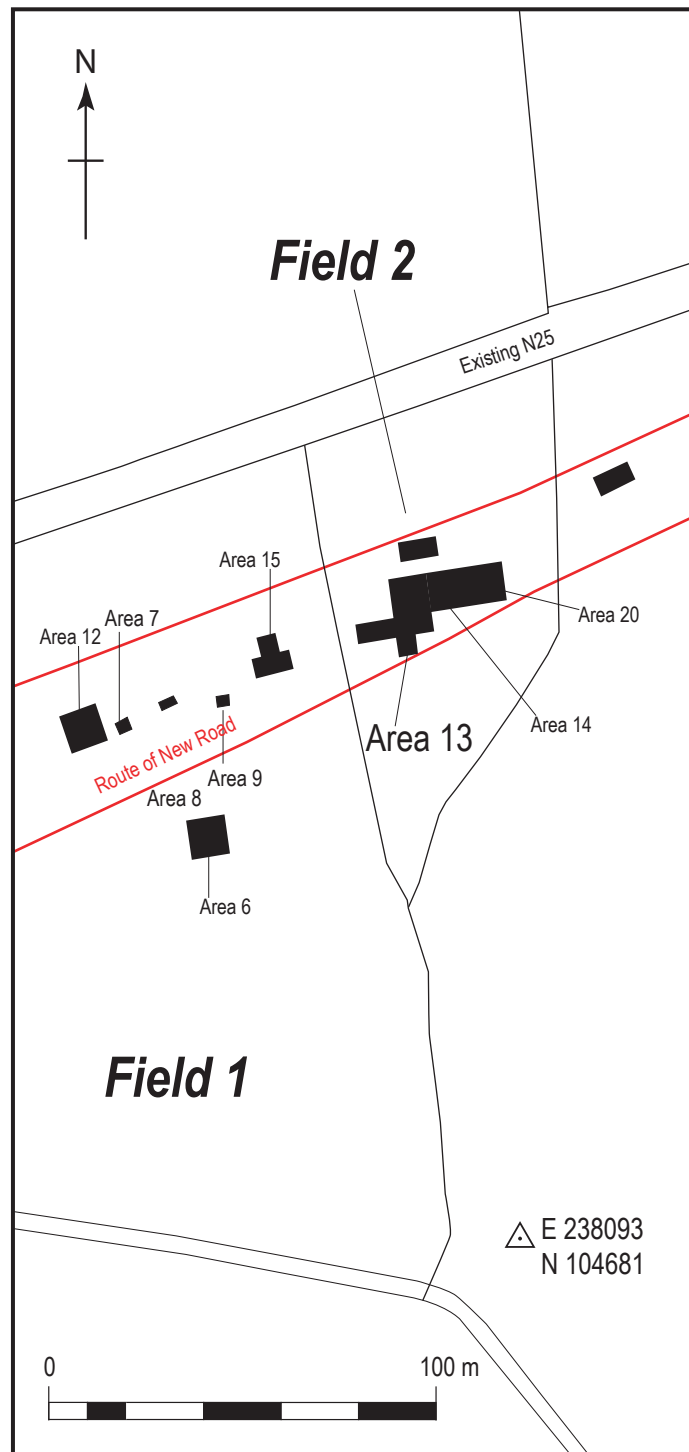 N
Field 2
Existing N25
Area 15
Area 7
Area 12
Area 20
Area 14
Area 13
Route of New Road
Area 9
Area 8
Area 6
Field 1
E 238093
N 104681
0 100 m